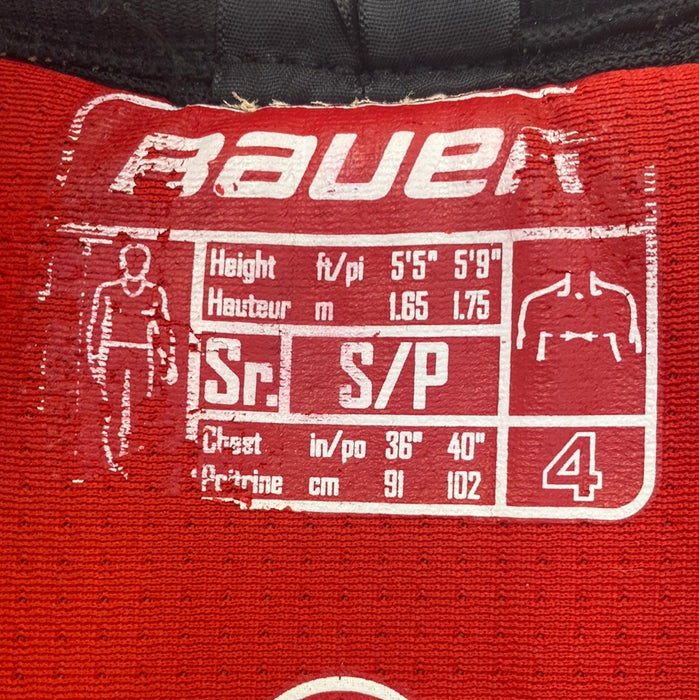 BAUER
Height ft/pi 5'5" 5'9"
Hauteur m 1.65 1.75
Sr. S/P
Chest in/po 36" 40"
Poitrine cm 91 102
4